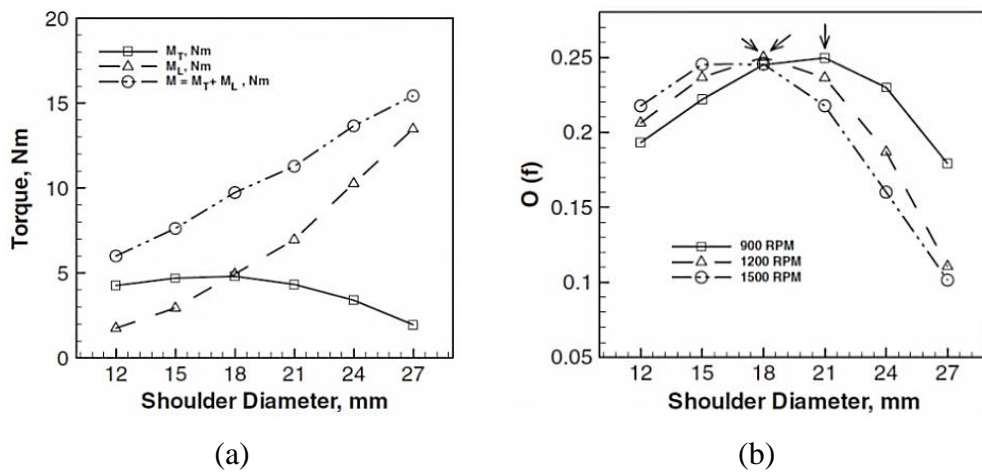 20
15
10
5
0
Torque, Nm
M_T, Nm
M_L, Nm
M = M_T + M_L , Nm
12 15 18 21 24 27
Shoulder Diameter, mm
(a)
0.25
0.2
0.15
0.1
0.05
O (f)
900 RPM
1200 RPM
1500 RPM
12 15 18 21 24 27
Shoulder Diameter, mm
(b)